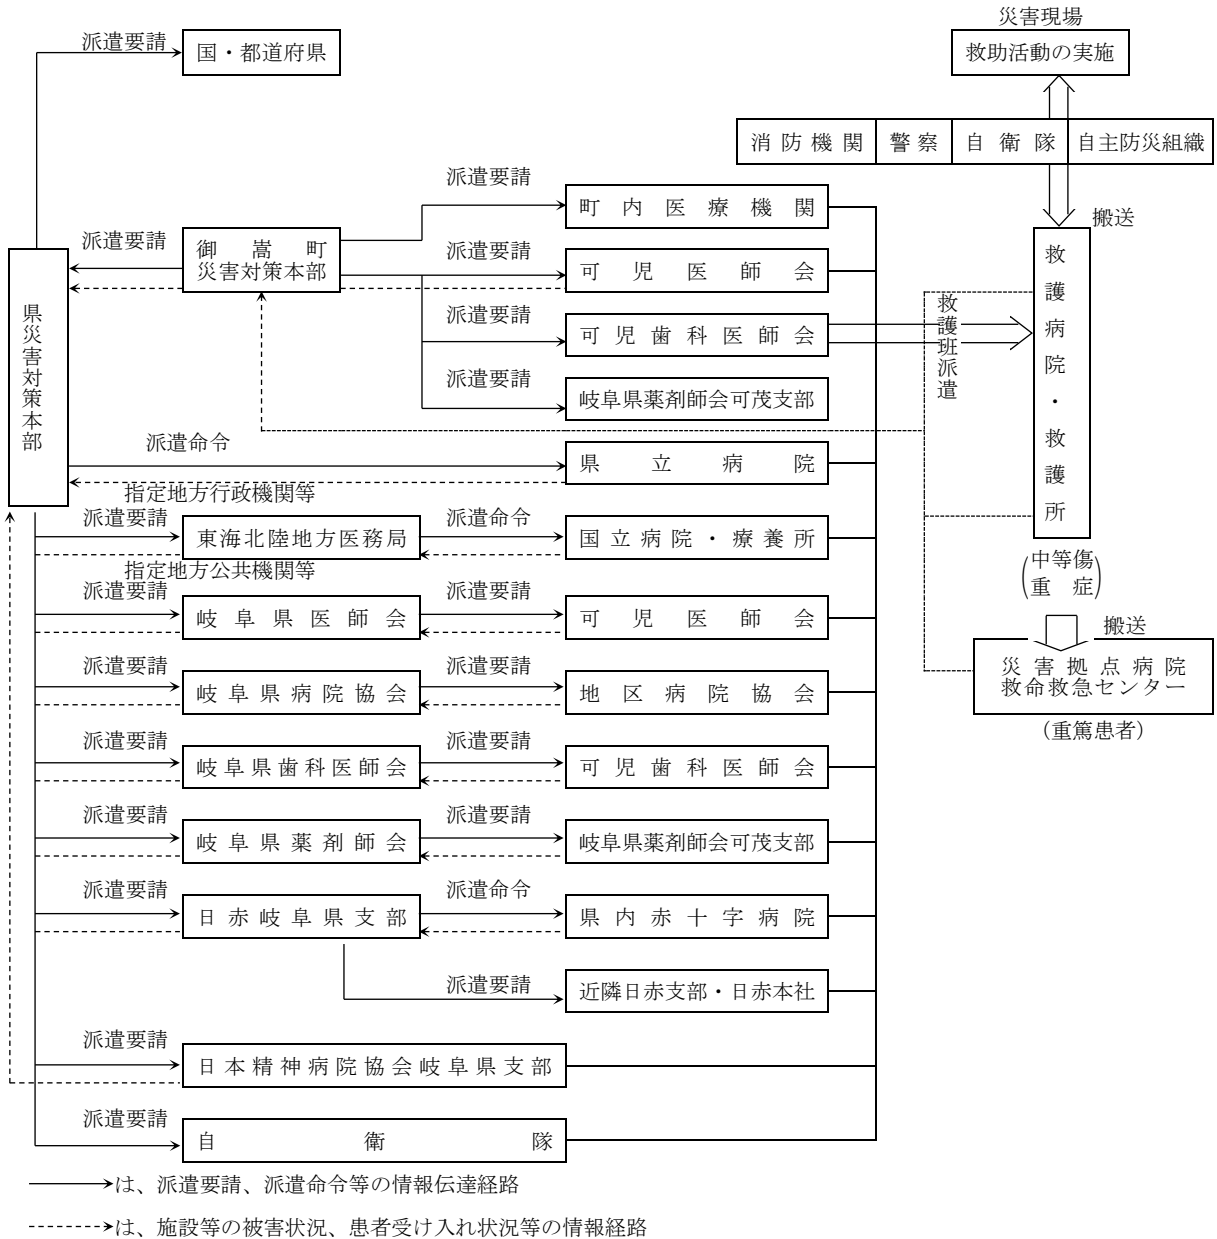 災害現場
派遣要請
国・都道府県
救助活動の実施
消防機関
警察
自衛隊
自主防災組織
派遣要請
町内医療機関
搬送
派遣要請
御嵩町
災害対策本部
派遣要請
可児医師会
救護病院・救護所
県災害対策本部
派遣要請
可児歯科医師会
救護班派遣
派遣要請
岐阜県薬剤師会可茂支部
派遣命令
県立病院
指定地方行政機関等
派遣要請
東海北陸地方医務局
派遣命令
国立病院・療養所
(中等傷
重症)
指定地方公共機関等
派遣要請
岐阜県医師会
派遣要請
可児医師会
搬送
派遣要請
岐阜県病院協会
派遣要請
地区病院協会
災害拠点病院
救命救急センター
(重篤患者)
派遣要請
岐阜県歯科医師会
派遣要請
可児歯科医師会
派遣要請
岐阜県薬剤師会
派遣要請
岐阜県薬剤師会可茂支部
派遣要請
日赤岐阜県支部
派遣命令
県内赤十字病院
派遣要請
近隣日赤支部・日赤本社
派遣要請
日本精神病院協会岐阜県支部
派遣要請
自衛隊
は、派遣要請、派遣命令等の情報伝達経路
は、施設等の被害状況、患者受け入れ状況等の情報経路